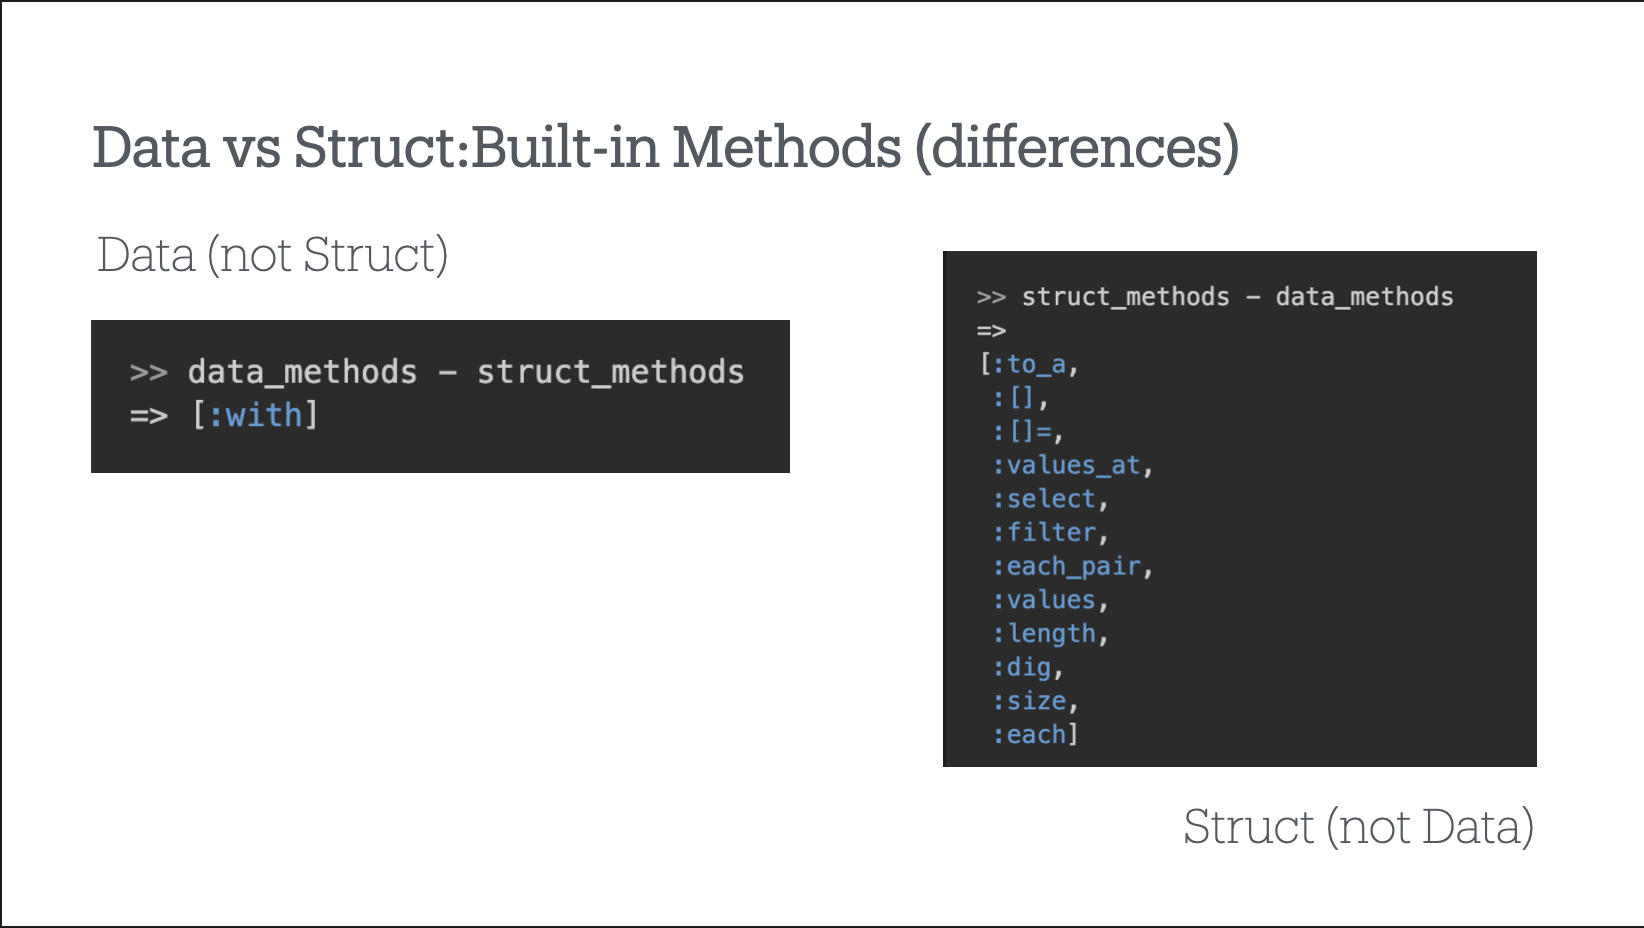 Data vs Struct:Built-in Methods (differences)
Data (not Struct)
>> data_methods - struct_methods
=> [:with]
>> struct_methods - data_methods
=>
[:to_a,
 :[],
 :[]=,
 :values_at,
 :select,
 :filter,
 :each_pair,
 :values,
 :length,
 :dig,
 :size,
 :each]
Struct (not Data)